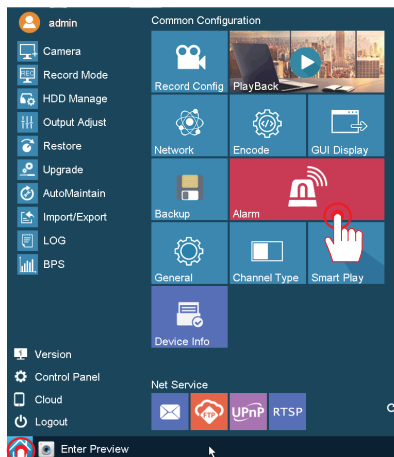 admin
Camera
REC
Record Mode
HDD Manage
Output Adjust
Restore
Upgrade
AutoMaintain
Import/Export
LOG
BPS
Version
Control Panel
Cloud
Logout
Enter Preview
Common Configuration
Record Config
PlayBack
Network
Encode
GUI Display
Backup
Alarm
General
Channel Type
Smart Play
Device Info
Net Service
FTP
UPnP
RTSP